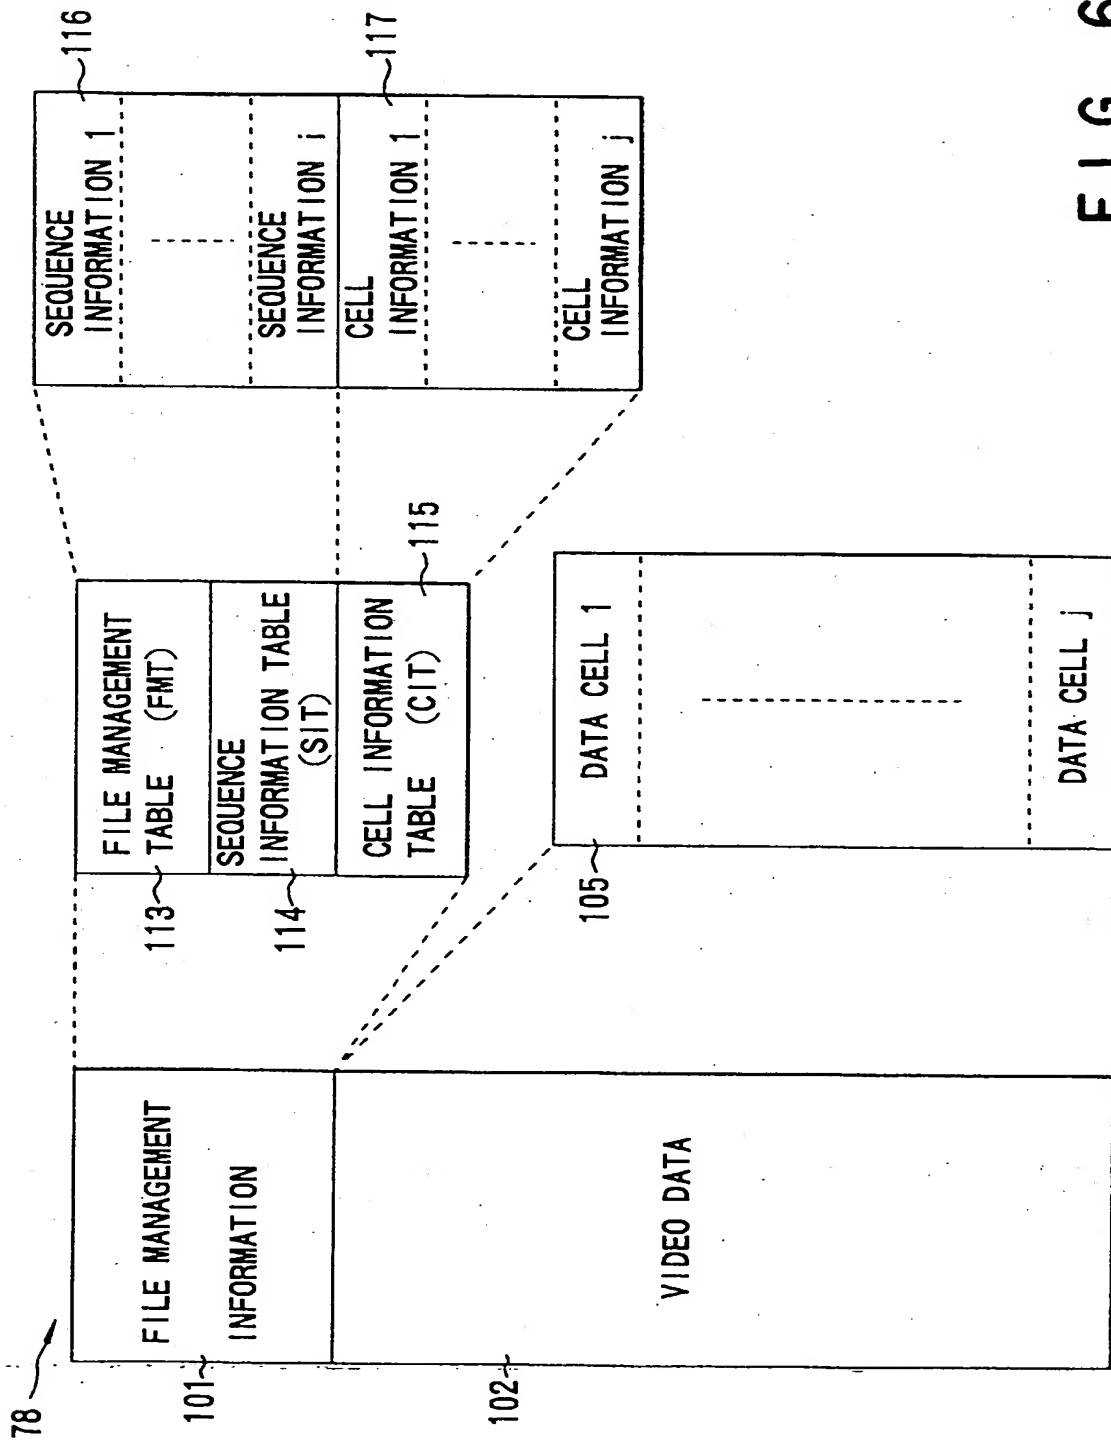 78
101
FILE MANAGEMENT
INFORMATION
102
VIDEO DATA
113
FILE MANAGEMENT
TABLE (FMT)
114
SEQUENCE
INFORMATION TABLE
(SIT)
CELL INFORMATION
TABLE (CIT)
115
105
DATA CELL 1
DATA CELL j
SEQUENCE
INFORMATION 1
116
SEQUENCE
INFORMATION i
CELL
INFORMATION 1
117
CELL
INFORMATION j
FIG. 6